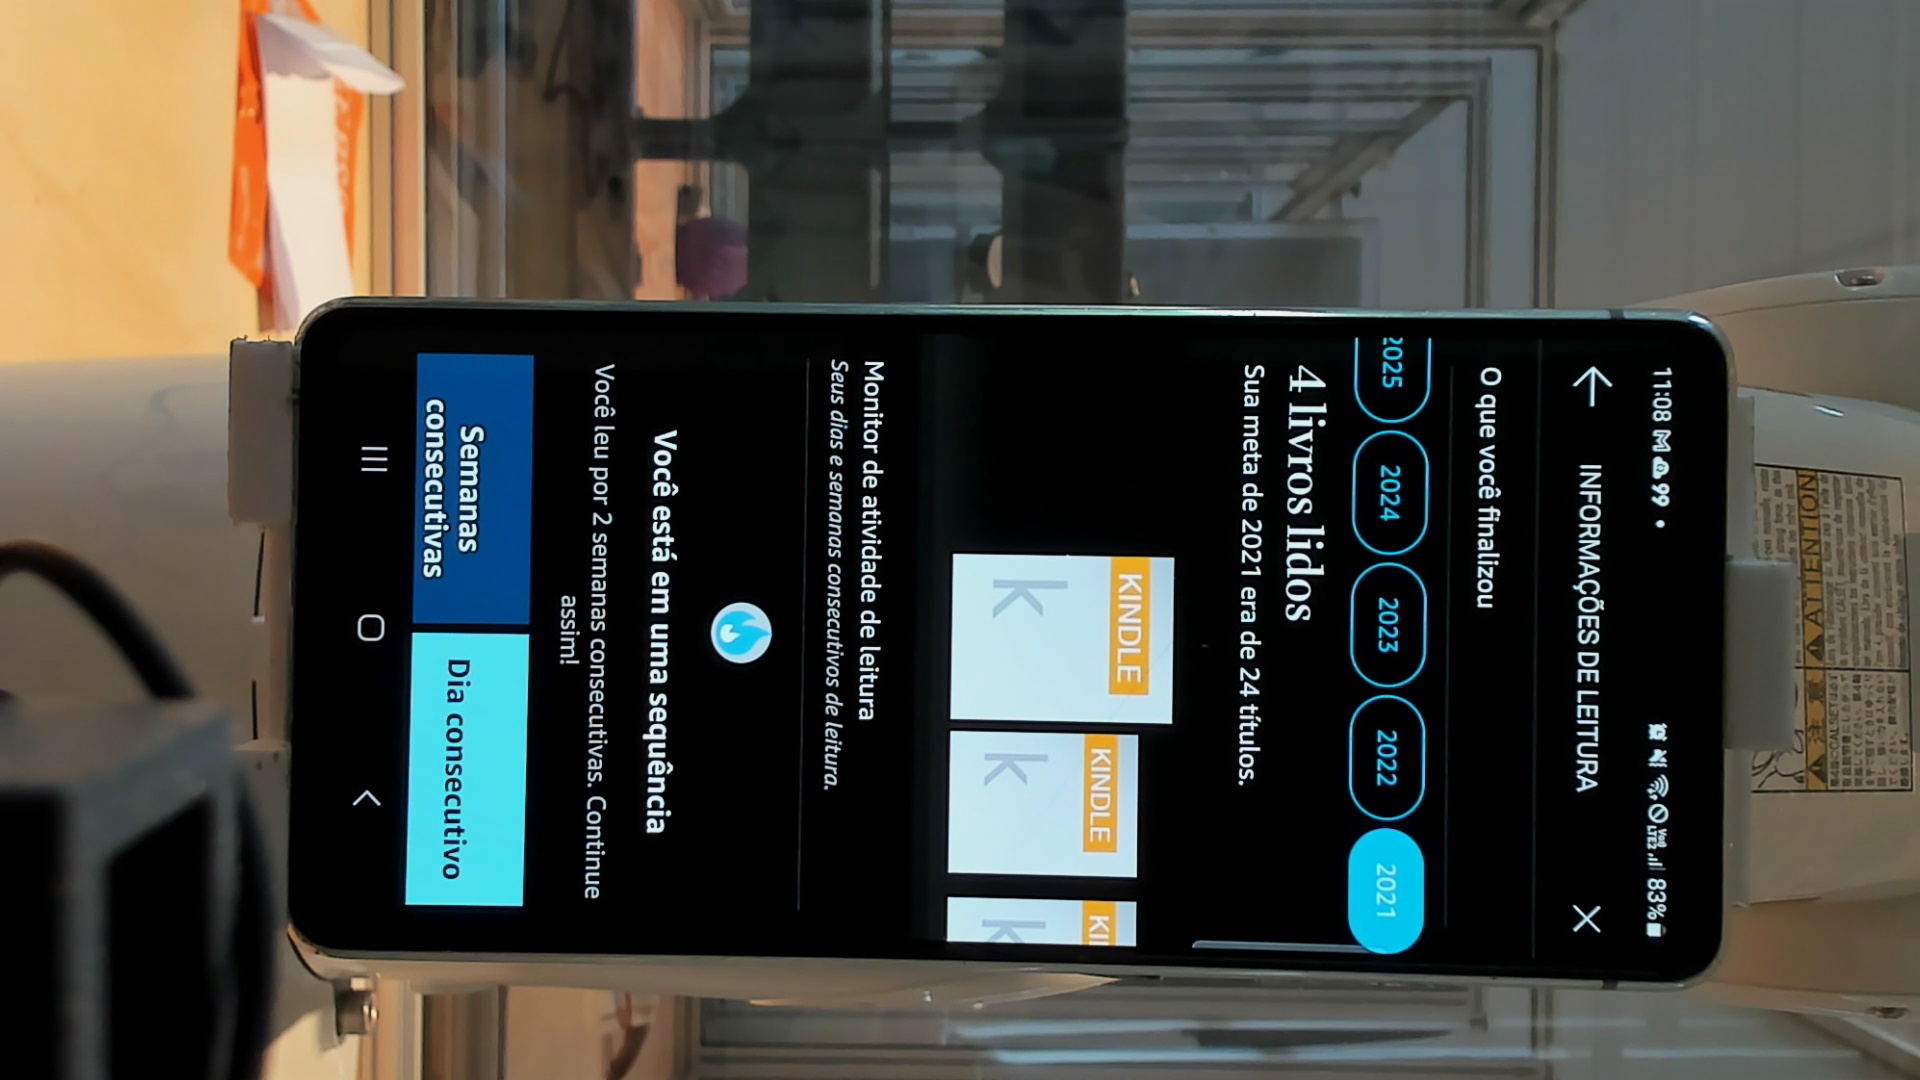 11:08
83%
INFORMAÇÕES DE LEITURA
O que você finalizou
2025 2024 2023 2022 2021
4 livros lidos
Sua meta de 2021 era de 24 títulos.
KINDLE
k
KINDLE
k
KI
k
Monitor de atividade de leitura
Seus dias e semanas consecutivos de leitura.
Você está em uma sequência
Você leu por 2 semanas consecutivas. Continue
assim!
Semanas
consecutivas
Dia consecutivo
ATTENTION